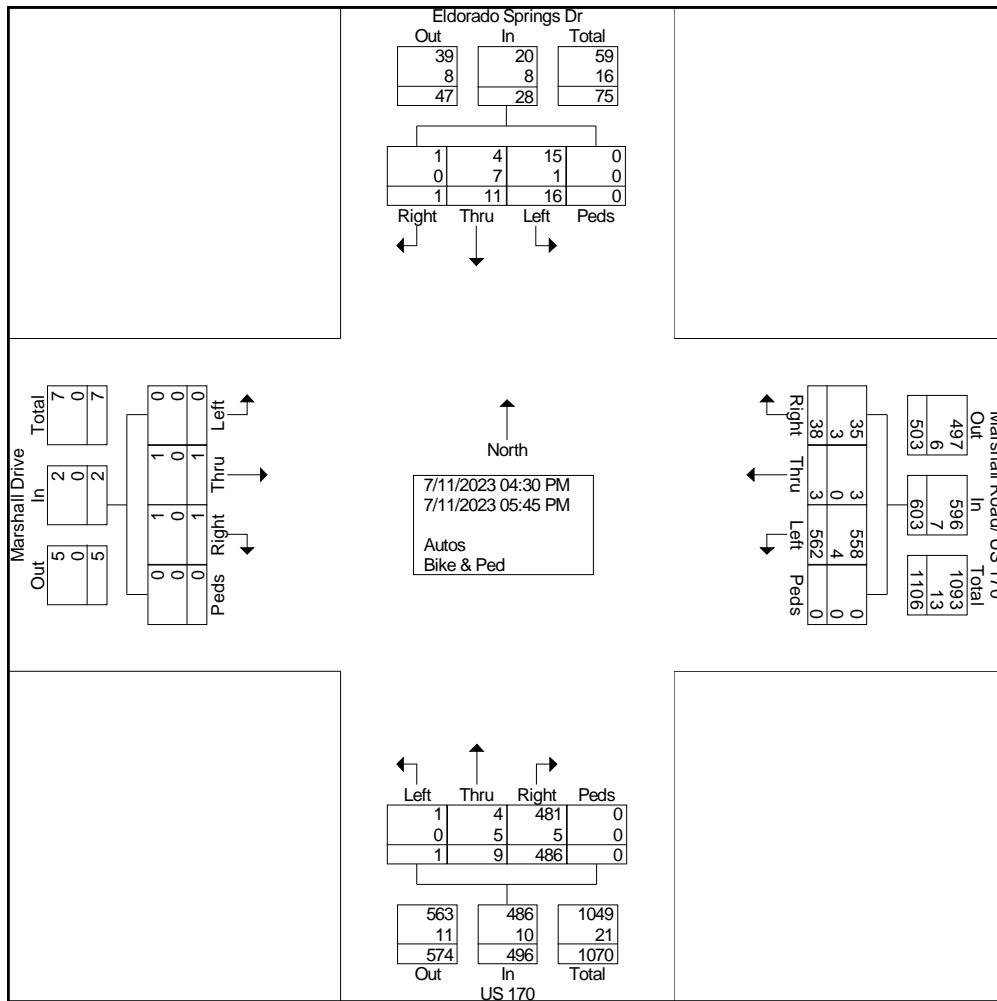 Eldorado Springs Dr
Out In Total
39 20 59
8 8 16
47 28 75
1 4 15 0
0 7 1 0
1 11 16 0
Right Thru Left Peds
North
7/11/2023 04:30 PM
7/11/2023 05:45 PM
Autos
Bike & Ped
Marshall Drive
Out In Total
5 2 7
0 0 0
5 2 7
Left Thru Right Peds
0 1 1 0
0 0 0 0
0 1 1 0
Marshall Road/ US 170
Out In Total
497 596 1093
6 7 13
503 603 1106
35 3 558 0
3 0 4 0
38 3 562 0
Right Thru Left Peds
Left Thru Right Peds
1 4 481 0
0 5 5 0
1 9 486 0
563 486 1049
11 10 21
574 496 1070
Out In Total
US 170